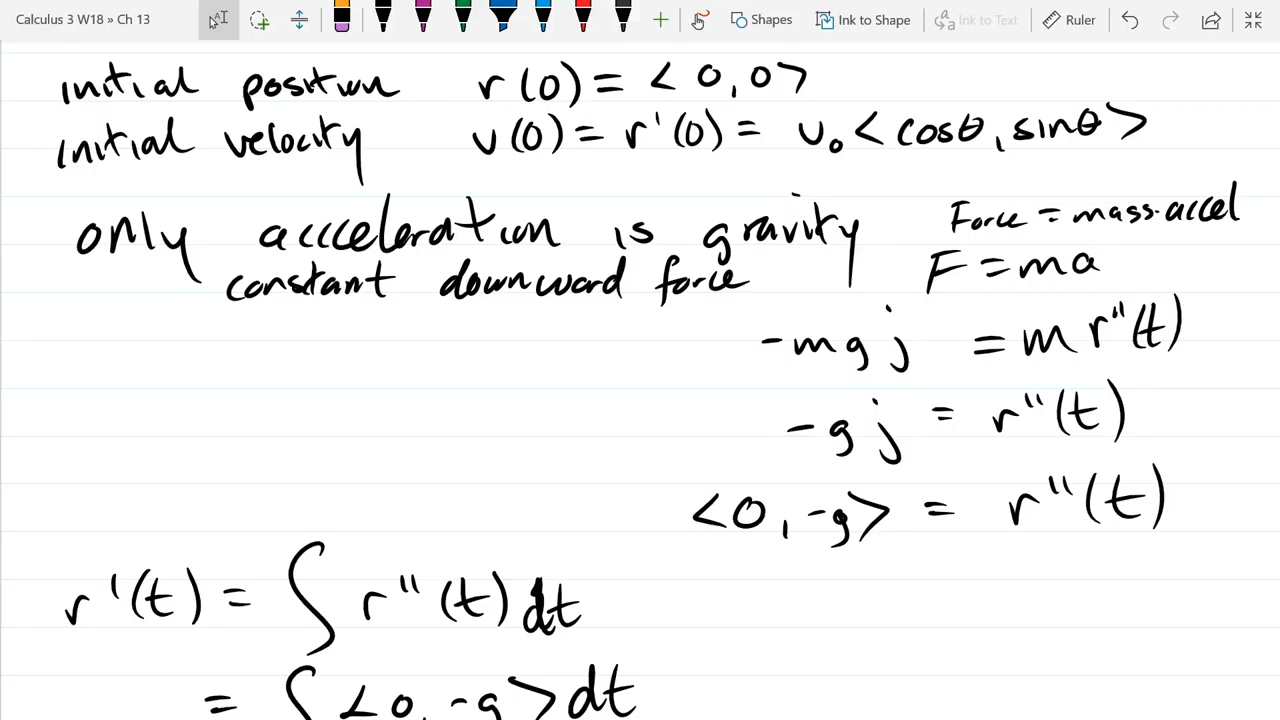 Calculus 3 W18 » Ch 13
Shapes Ink to Shape Ink to Text Ruler
initial position r(0) = <0,0>
initial velocity v(0) = r'(0) = v₀ <cosθ, sinθ>
only acceleration is gravity Force = mass·accel
constant downward force F = ma
-mgj = m r''(t)
-gj = r''(t)
<0, -g> = r''(t)
r'(t) = ∫ r''(t) dt
= ∫ <0, -g> dt